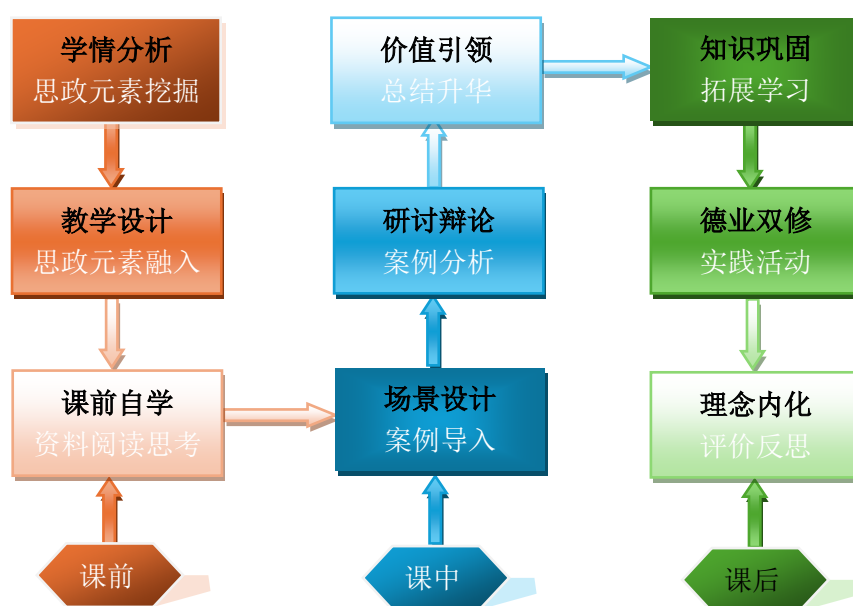 学情分析
思政元素挖掘
教学设计
思政元素融入
课前自学
资料阅读思考
课前
价值引领
总结升华
研讨辩论
案例分析
场景设计
案例导入
课中
知识巩固
拓展学习
德业双修
实践活动
理念内化
评价反思
课后